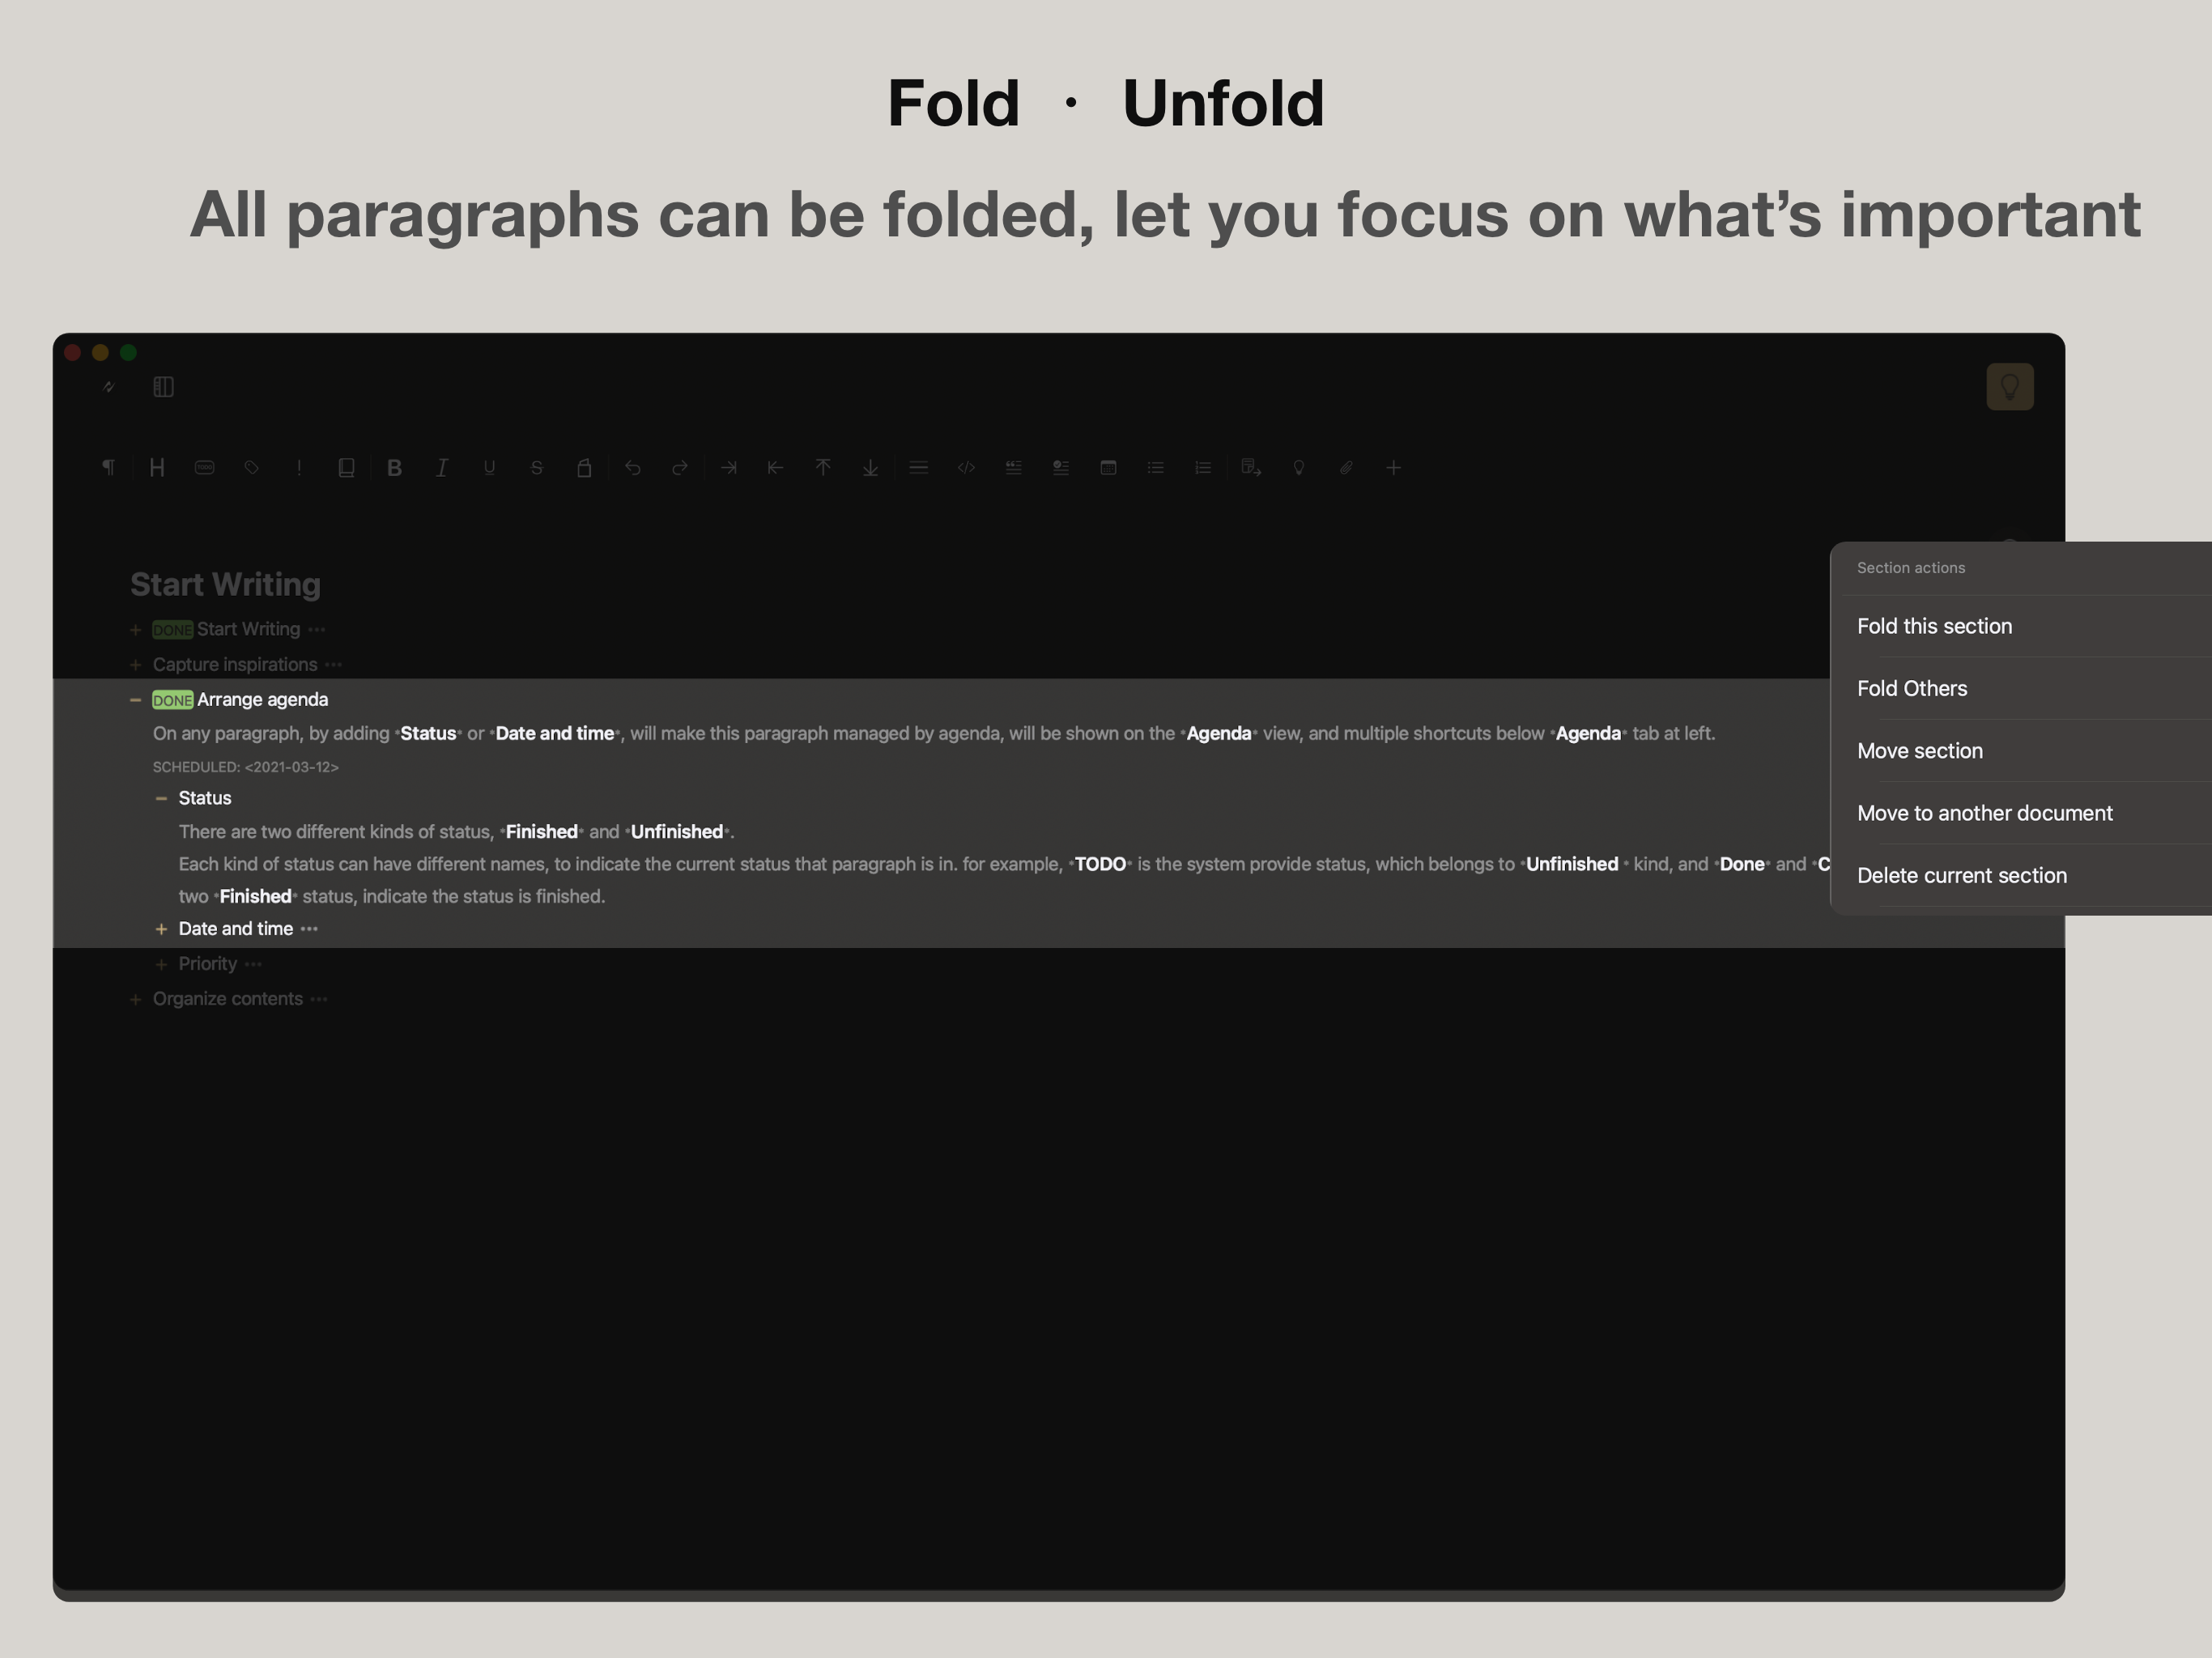 Fold · Unfold
All paragraphs can be folded, let you focus on what’s important
H TODO ! B I U S </>
Start Writing
+ DONE Start Writing •••
+ Capture inspirations •••
− DONE Arrange agenda
On any paragraph, by adding *Status* or *Date and time*, will make this paragraph managed by agenda, will be shown on the *Agenda* view, and multiple shortcuts below *Agenda* tab at left.
SCHEDULED: <2021-03-12>
− Status
There are two different kinds of status, *Finished* and *Unfinished*.
Each kind of status can have different names, to indicate the current status that paragraph is in. for example, *TODO* is the system provide status, which belongs to *Unfinished * kind, and *Done* and *C
two *Finished* status, indicate the status is finished.
+ Date and time •••
+ Priority •••
+ Organize contents •••
Section actions
Fold this section
Fold Others
Move section
Move to another document
Delete current section